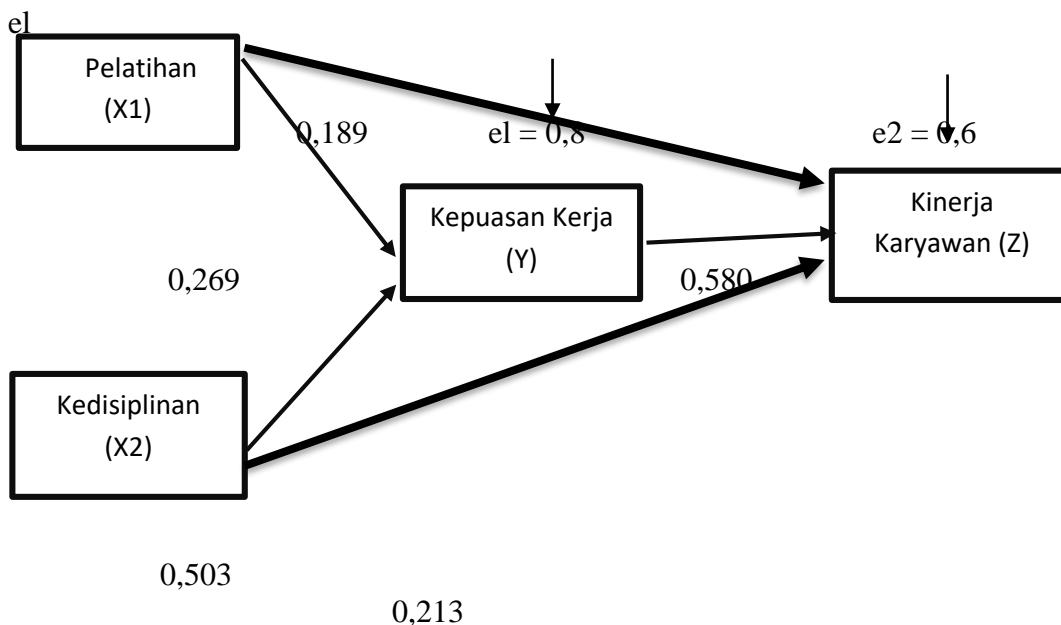 el
Pelatihan
(X1)
0,189
el = 0,8
e2 = 0,6
Kepuasan Kerja
(Y)
Kinerja
Karyawan (Z)
0,269
0,580
Kedisiplinan
(X2)
0,503
0,213